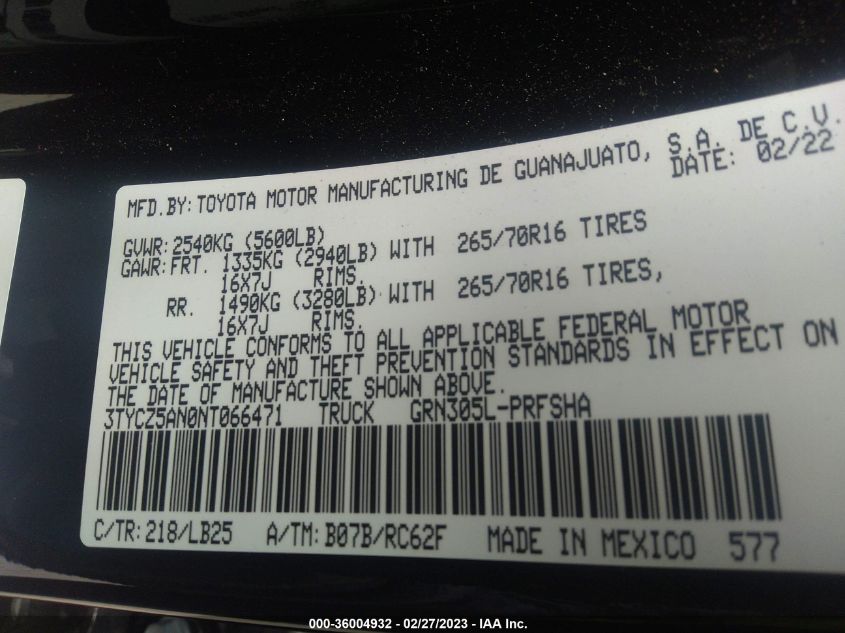 MFD.BY: TOYOTA MOTOR MANUFACTURING DE GUANAJUATO, S.A. DE C.V.
DATE: 02/22
GVWR: 2540KG (5600LB)
GAWR: FRT. 1335KG (2940LB) WITH 265/70R16 TIRES
16X7J RIMS.
RR. 1490KG (3280LB) WITH 265/70R16 TIRES,
16X7J RIMS.
THIS VEHICLE CONFORMS TO ALL APPLICABLE FEDERAL MOTOR
VEHICLE SAFETY AND THEFT PREVENTION STANDARDS IN EFFECT ON
THE DATE OF MANUFACTURE SHOWN ABOVE.
3TYCZ5AN0NT066471 TRUCK GRN305L-PRFSHA
C/TR: 218/LB25 A/TM: B07B/RC62F MADE IN MEXICO 577
000-36004932 - 02/27/2023 - IAA Inc.